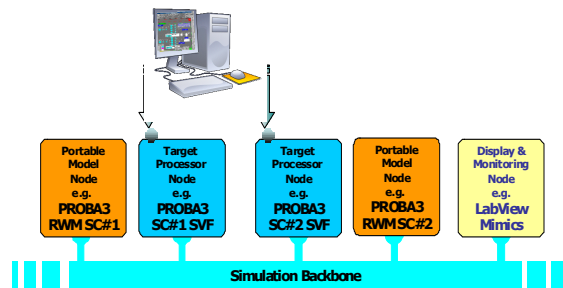 Portable
Model
Node
e.g.
PROBA3
RWM SC#1
Target
Processor
Node
e.g.
PROBA3
SC#1 SVF
Target
Processor
Node
e.g.
PROBA3
SC#2 SVF
Portable
Model
Node
e.g.
PROBA3
RWM SC#2
Display &
Monitoring
Node
e.g.
LabView
Mimics
Simulation Backbone